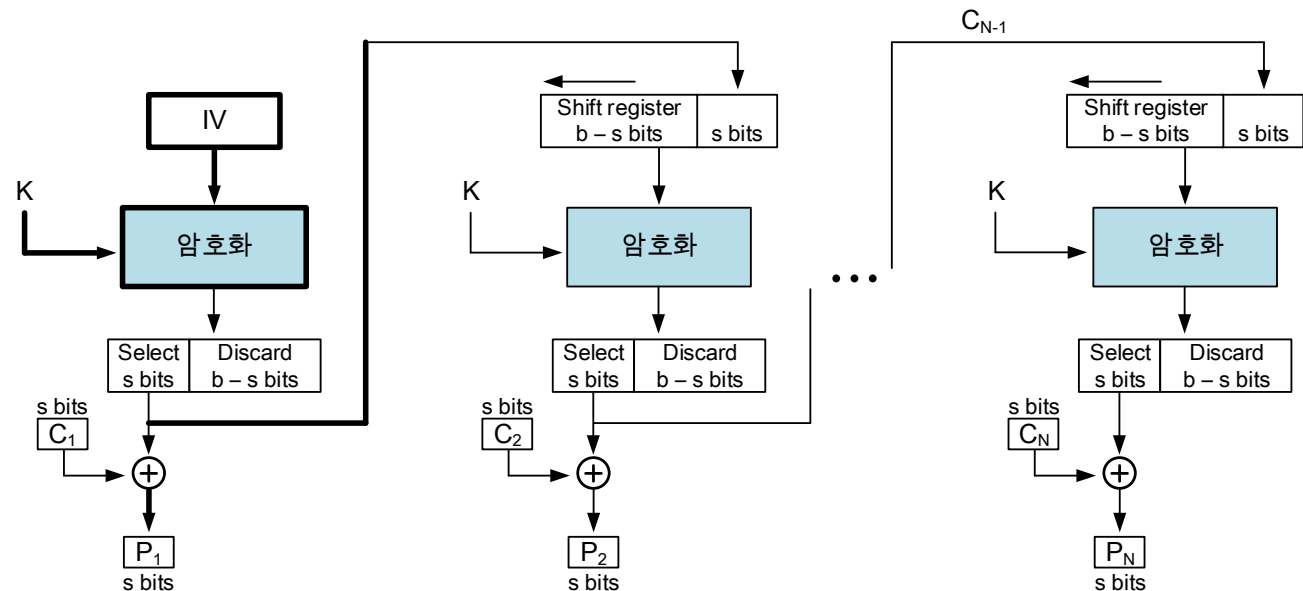 C_{N-1}
IV
Shift register
b – s bits
s bits
Shift register
b – s bits
s bits
K
암호화
K
암호화
K
암호화
Select
s bits
Discard
b – s bits
Select
s bits
Discard
b – s bits
Select
s bits
Discard
b – s bits
s bits
C₁
s bits
C₂
s bits
C_N
P₁
s bits
P₂
s bits
P_N
s bits